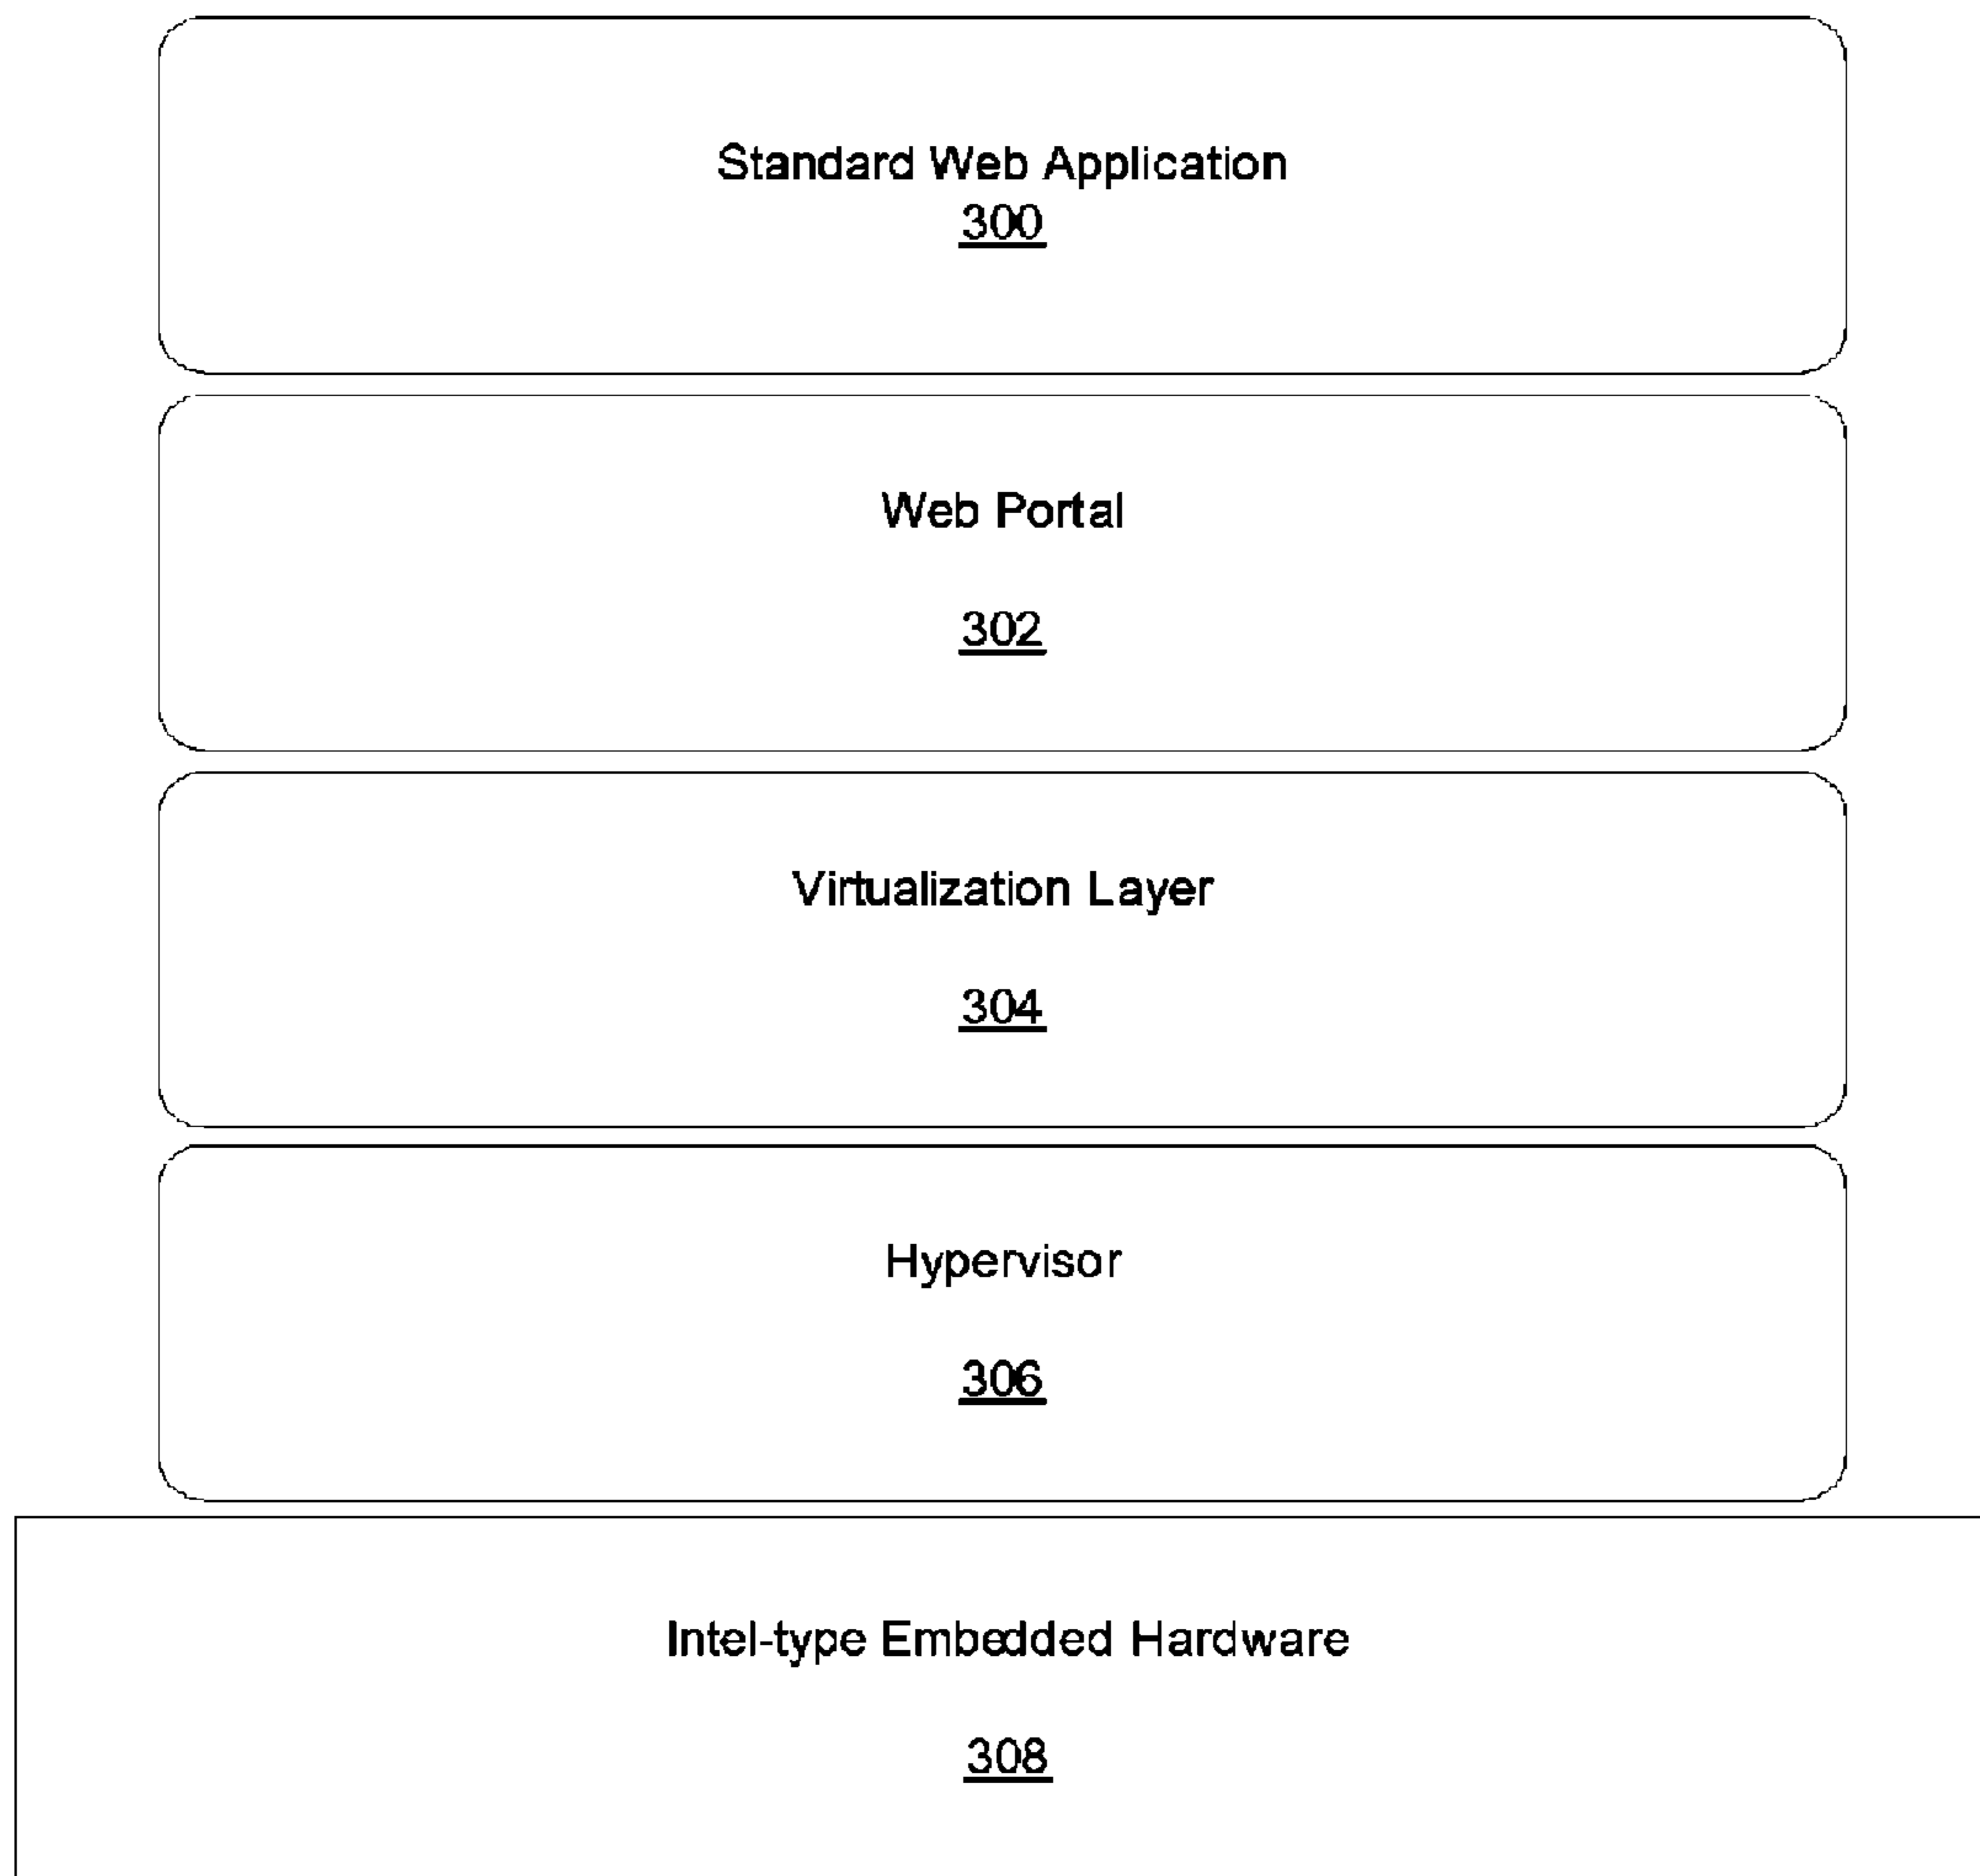 Standard Web Application
300
Web Portal
302
Virtualization Layer
304
Hypervisor
306
Intel-type Embedded Hardware
308